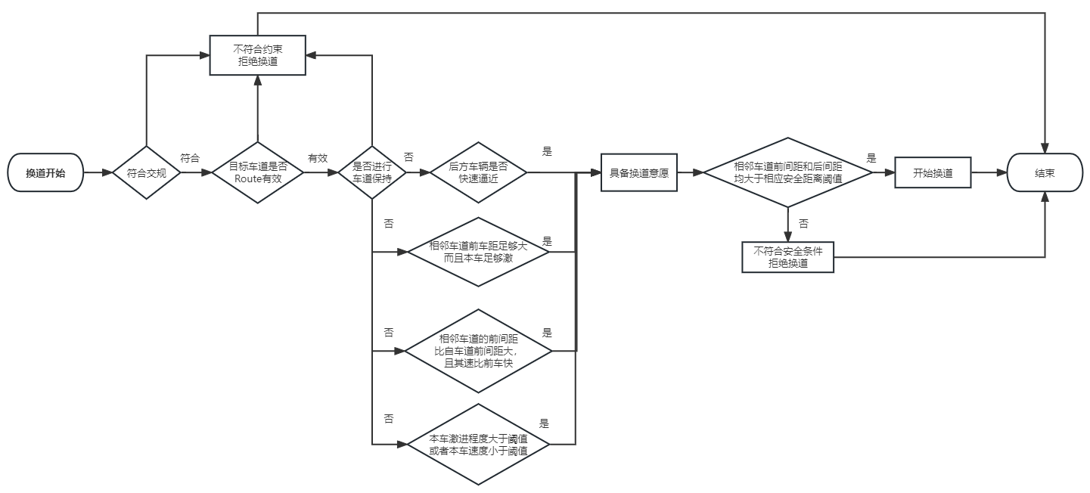 不符合约束
拒绝换道
换道开始
符合交规
符合
目标车道是否
Route有效
有效
是否进行
车道保持
否
后方车辆是否
快速逼近
是
具备换道意愿
相邻车道前间距和后间距
均大于相应安全距离阈值
是
开始换道
结束
否
不符合安全条件
拒绝换道
否
相邻车道前车距足够大
而且本车足够激
是
否
相邻车道的前间距
比自车道前间距大，
且其速比前车快
是
否
本车激进程度大于阈值
或者本车速度小于阈值
是